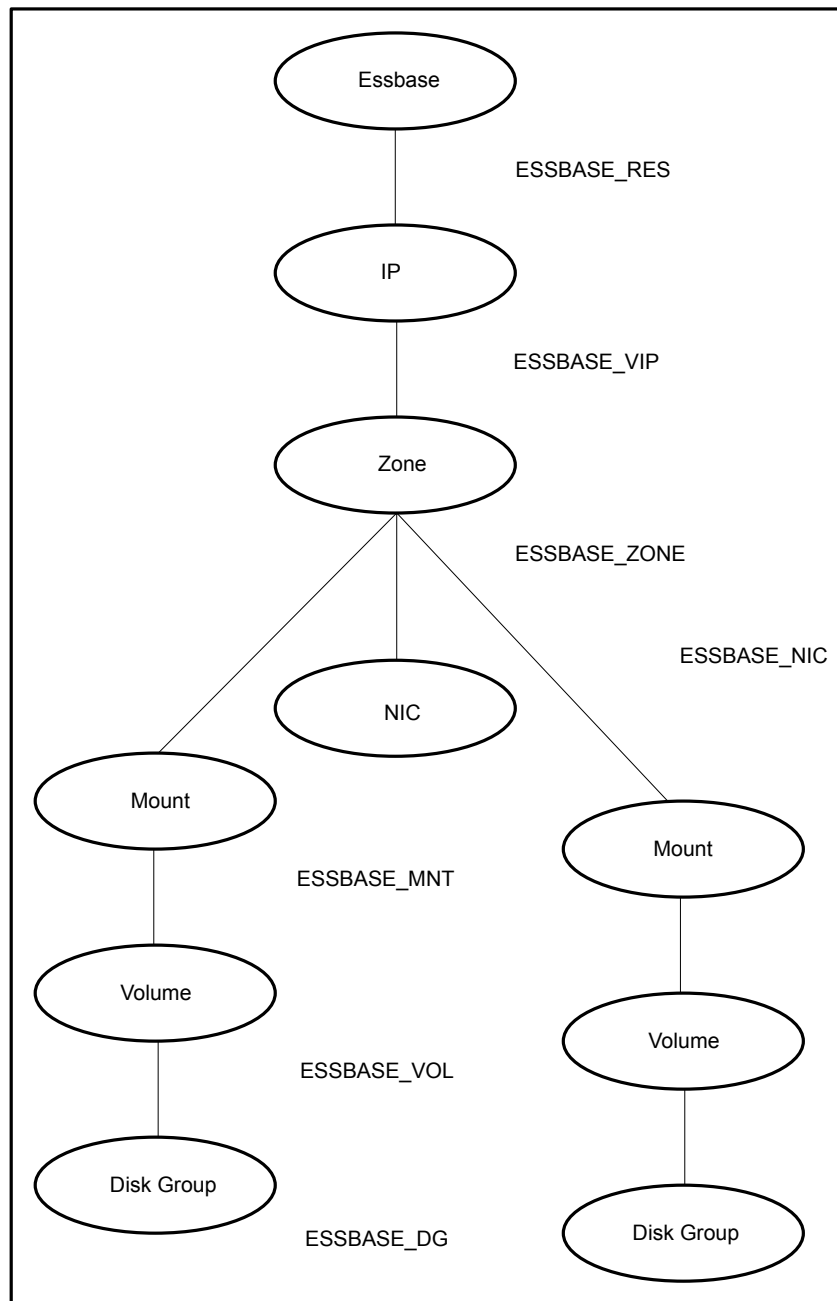 Essbase
ESSBASE_RES
IP
ESSBASE_VIP
Zone
ESSBASE_ZONE
ESSBASE_NIC
NIC
Mount
Mount
ESSBASE_MNT
Volume
Volume
ESSBASE_VOL
Disk Group
Disk Group
ESSBASE_DG